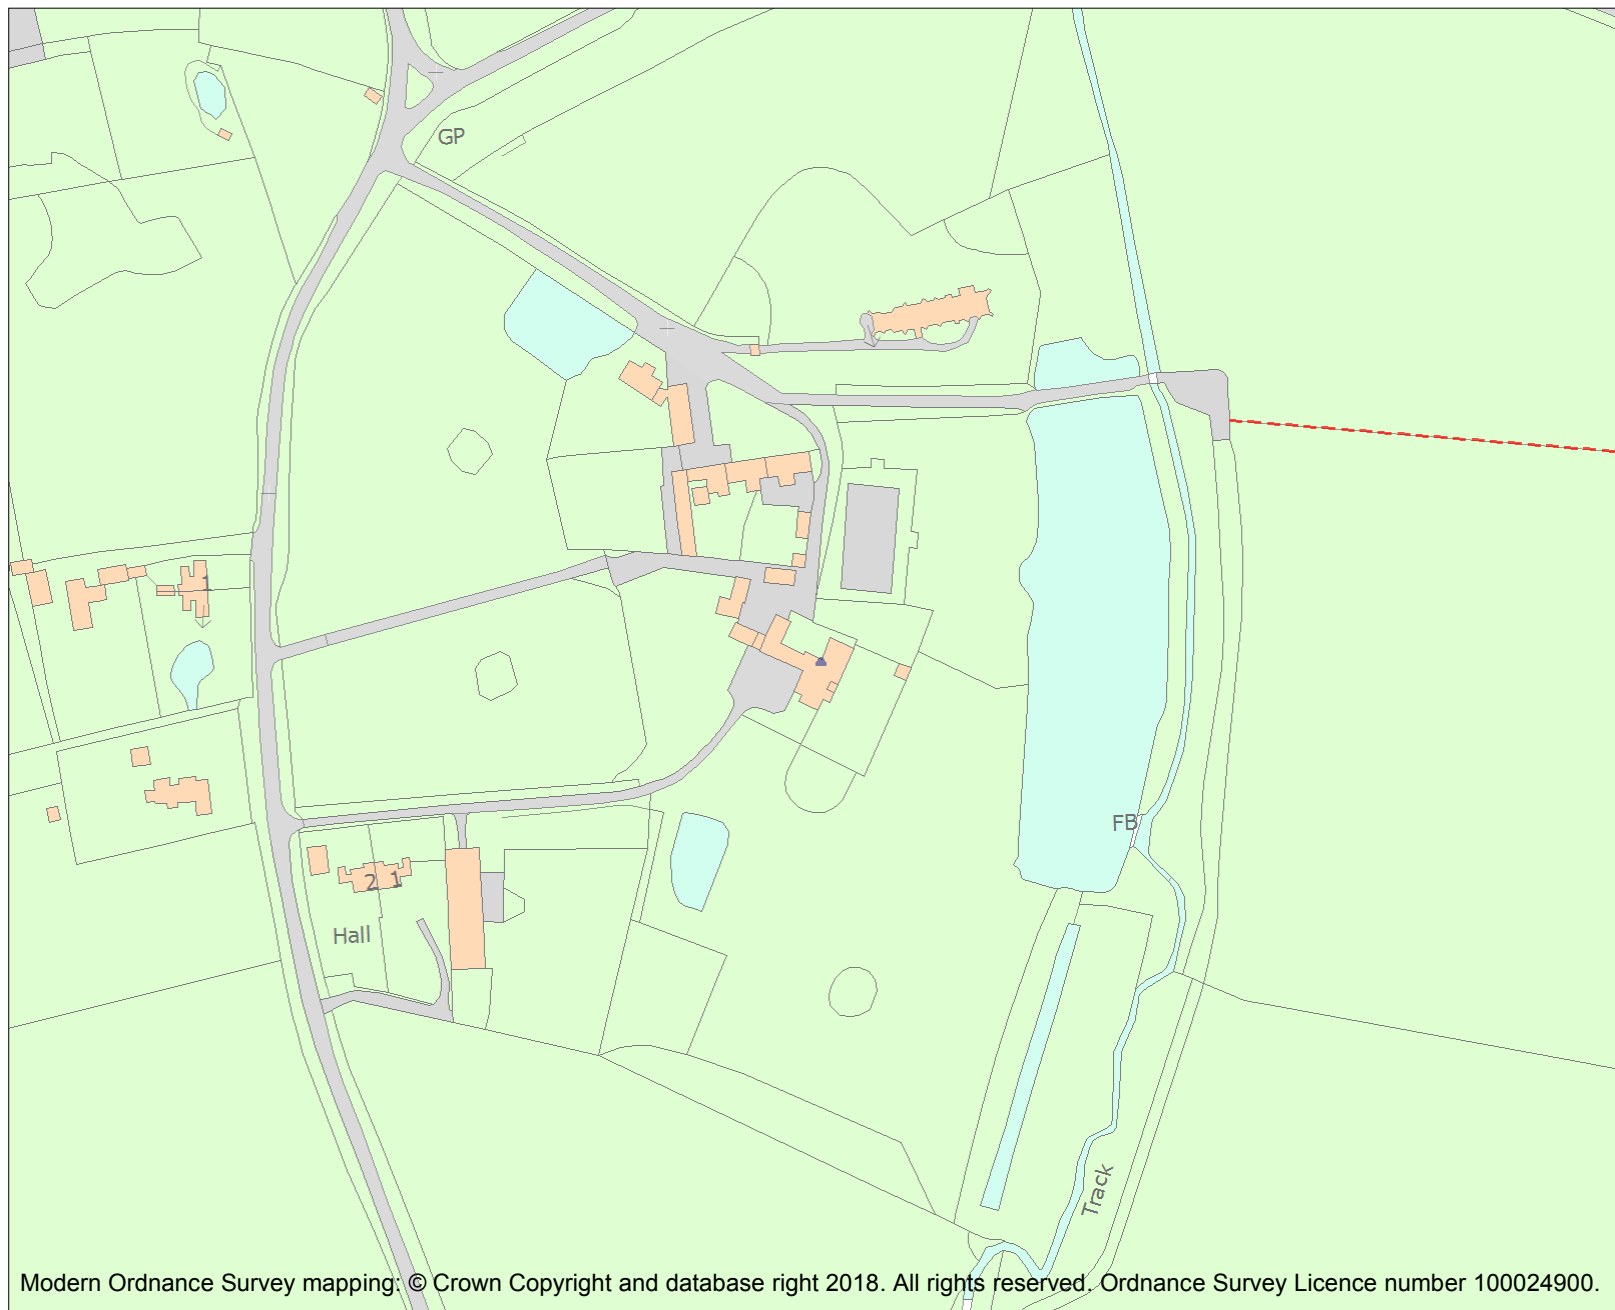 GP
1
FB
2 1
Hall
Track
Modern Ordnance Survey mapping: © Crown Copyright and database right 2018. All rights reserved. Ordnance Survey Licence number 100024900.